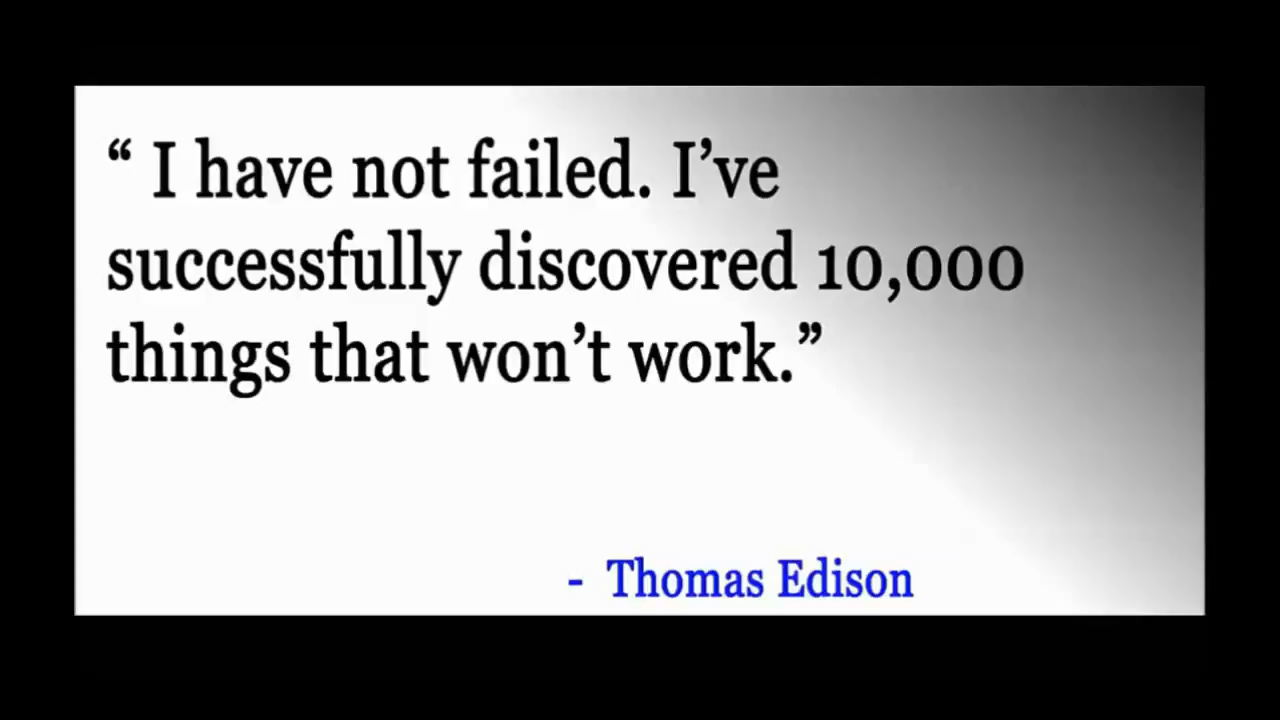 “ I have not failed. I’ve
successfully discovered 10,000
things that won’t work.”
- Thomas Edison